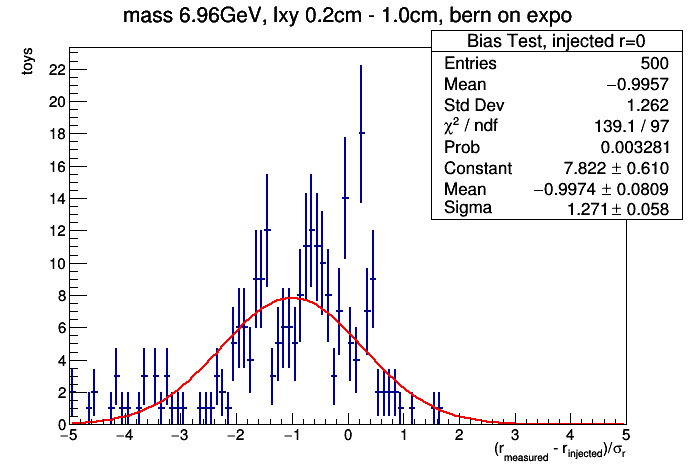 mass 6.96GeV, lxy 0.2cm - 1.0cm, bern on expo
toys
Bias Test, injected r=0
Entries 500
Mean −0.9957
Std Dev 1.262
χ² / ndf 139.1 / 97
Prob 0.003281
Constant 7.822 ± 0.610
Mean −0.9974 ± 0.0809
Sigma 1.271 ± 0.058
22
20
18
16
14
12
10
8
6
4
2
0
−5 −4 −3 −2 −1 0 1 2 3 4 5
(r_measured - r_injected)/σ_r